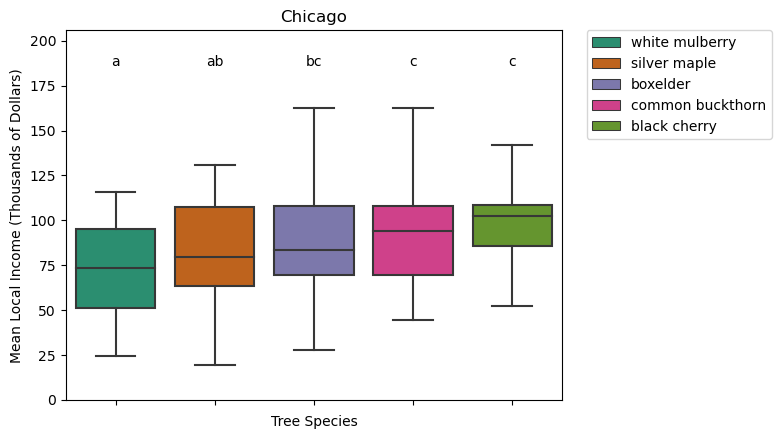 Chicago
200
175
150
125
100
75
50
25
0
Mean Local Income (Thousands of Dollars)
a ab bc c c
Tree Species
white mulberry
silver maple
boxelder
common buckthorn
black cherry